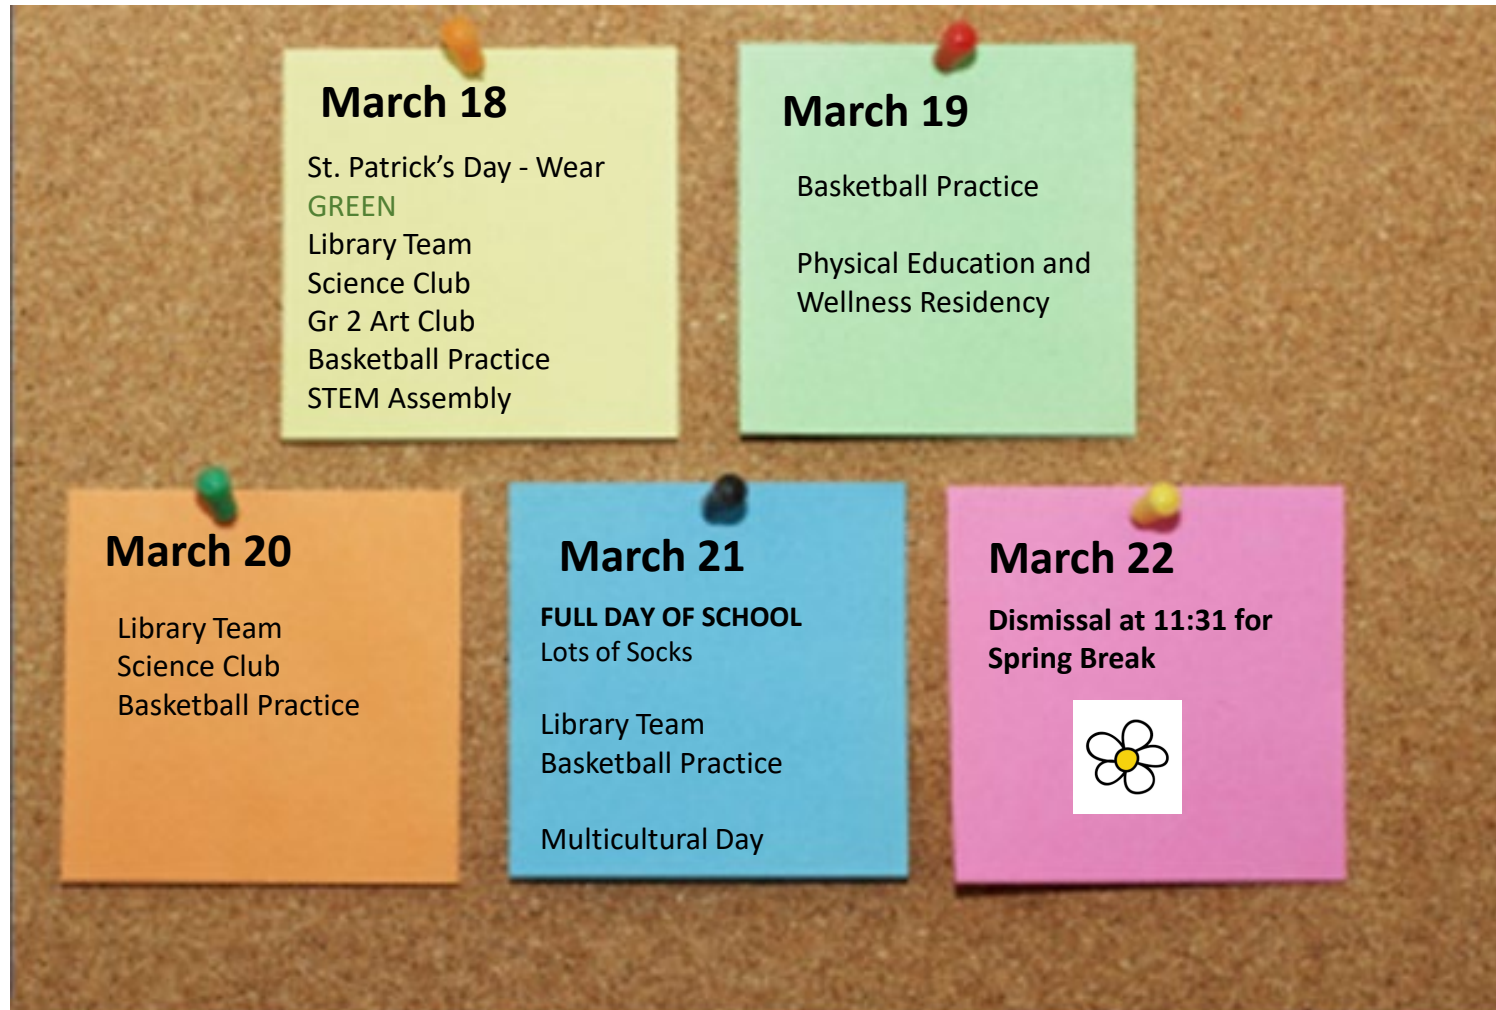 March 18
St. Patrick’s Day - Wear
GREEN
Library Team
Science Club
Gr 2 Art Club
Basketball Practice
STEM Assembly
March 19
Basketball Practice
Physical Education and
Wellness Residency
March 20
Library Team
Science Club
Basketball Practice
March 21
FULL DAY OF SCHOOL
Lots of Socks
Library Team
Basketball Practice
Multicultural Day
March 22
Dismissal at 11:31 for
Spring Break